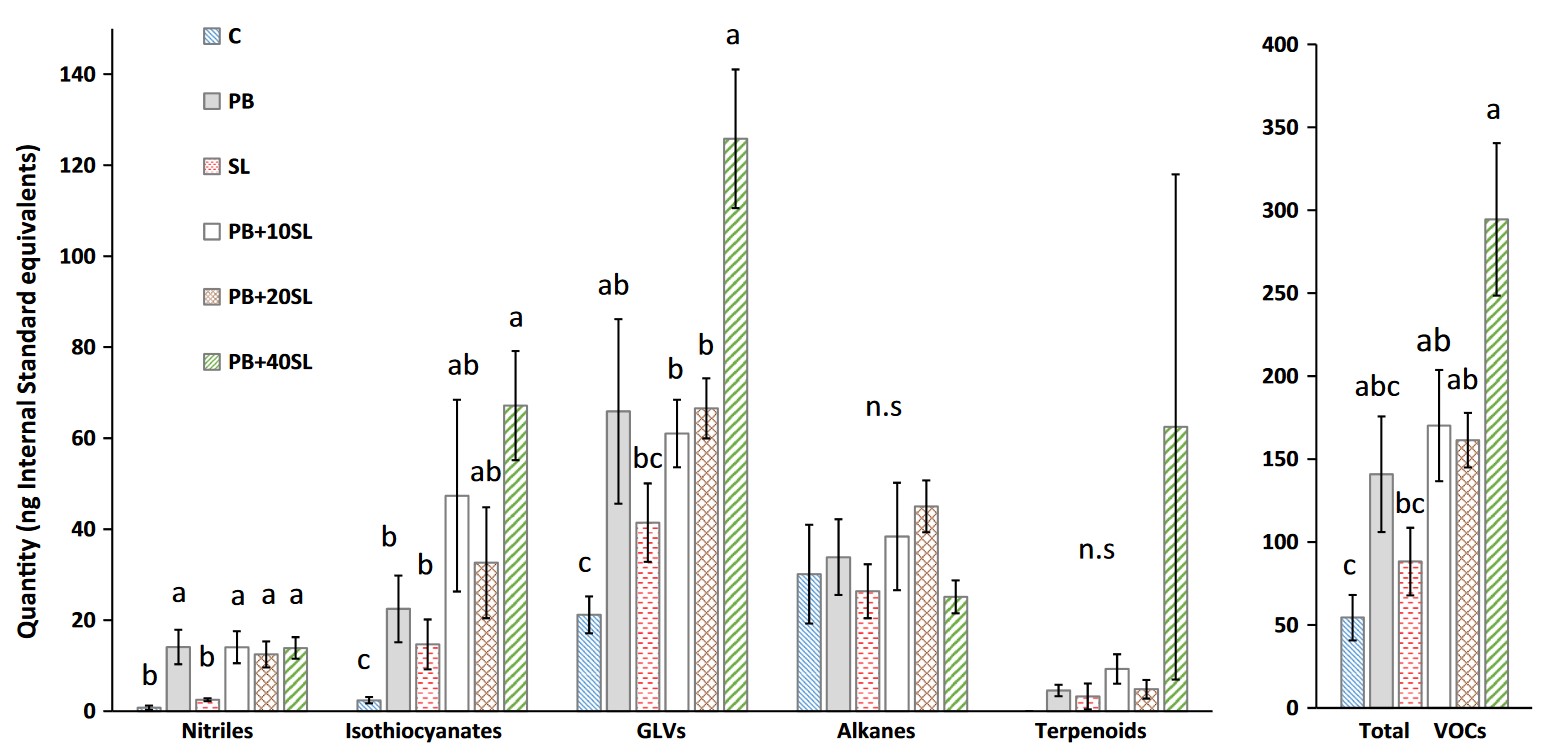 Quantity (ng Internal Standard equivalents)
140
120
100
80
60
40
20
0
C
PB
SL
PB+10SL
PB+20SL
PB+40SL
b
a
b
a
a
a
c
b
b
ab
ab
a
c
ab
bc
b
b
a
n.s
n.s
Nitriles
Isothiocyanates
GLVs
Alkanes
Terpenoids
400
350
300
250
200
150
100
50
0
c
abc
bc
ab
ab
a
Total VOCs